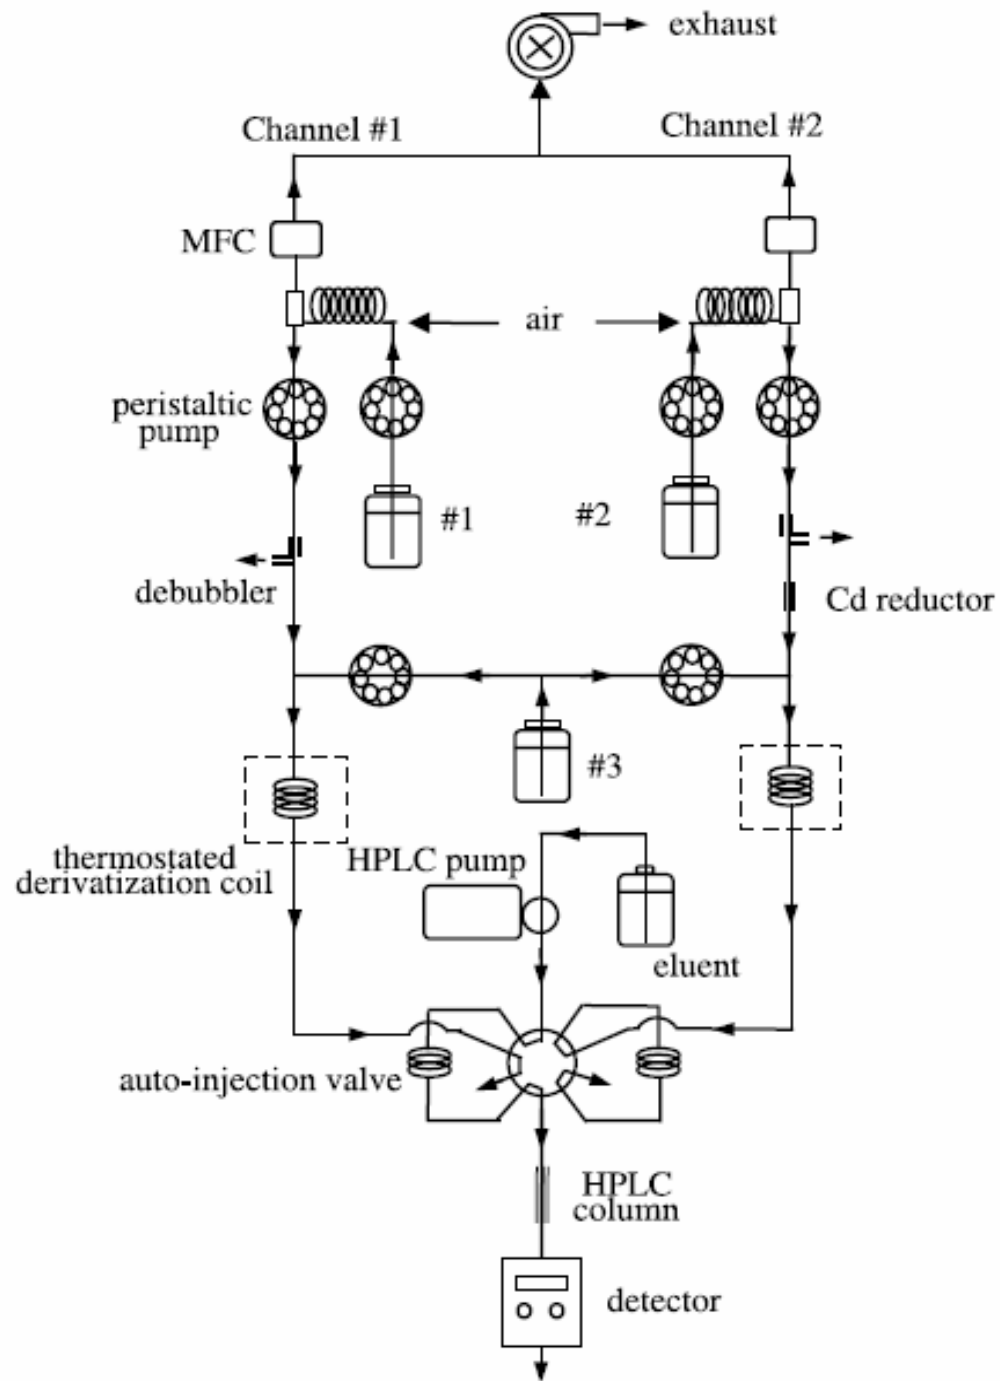 exhaust
Channel #1
Channel #2
MFC
air
peristaltic
pump
#1
#2
debubbler
Cd reductor
#3
thermostated
derivatization coil
HPLC pump
eluent
auto-injection valve
HPLC
column
detector